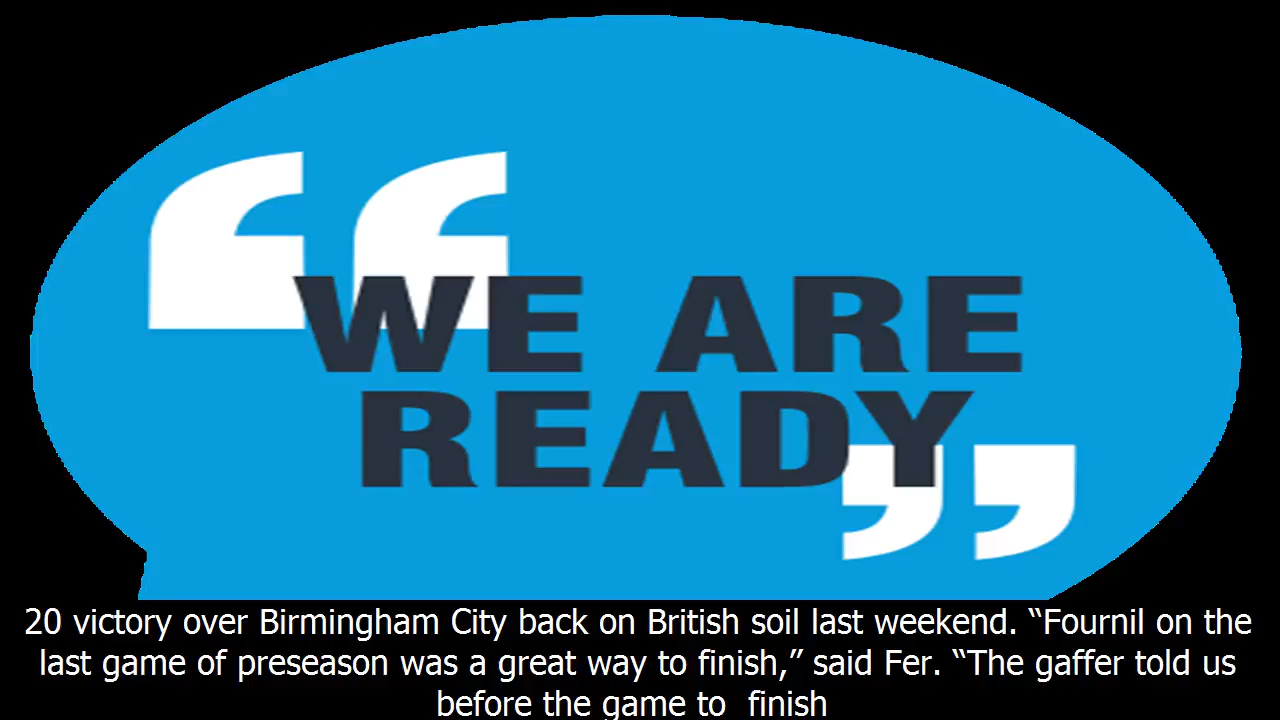 “WE ARE
READY”
20 victory over Birmingham City back on British soil last weekend. “Fournil on the
last game of preseason was a great way to finish,” said Fer. “The gaffer told us
before the game to  finish